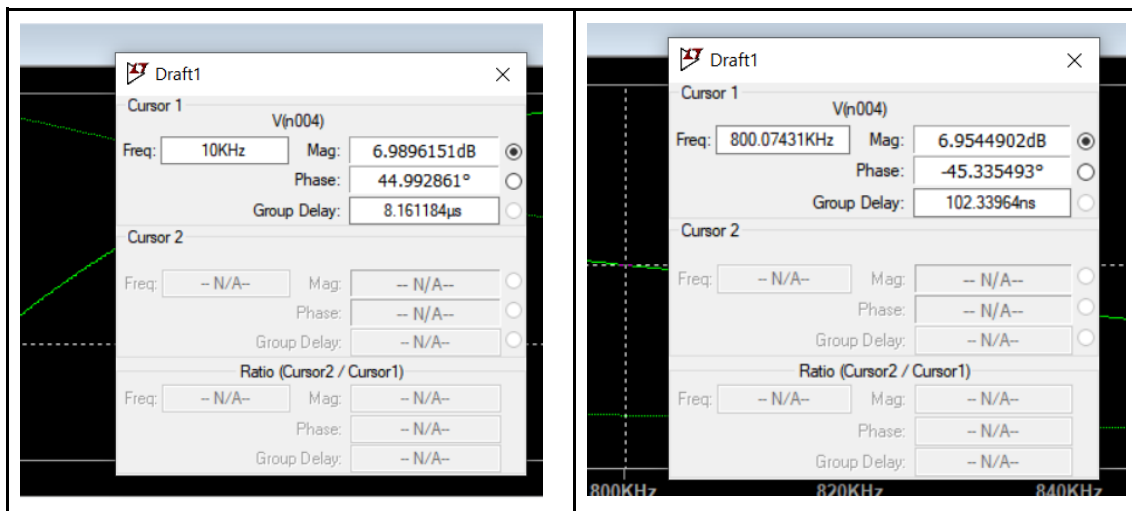 Draft1
Cursor 1
V(n004)
Freq: 10KHz Mag: 6.9896151dB
Phase: 44.992861°
Group Delay: 8.161184µs
Cursor 2
Freq: -- N/A-- Mag: -- N/A--
Phase: -- N/A--
Group Delay: -- N/A--
Ratio (Cursor2 / Cursor1)
Freq: -- N/A-- Mag: -- N/A--
Phase: -- N/A--
Group Delay: -- N/A--
Draft1
Cursor 1
V(n004)
Freq: 800.07431KHz Mag: 6.9544902dB
Phase: -45.335493°
Group Delay: 102.33964ns
Cursor 2
Freq: -- N/A-- Mag: -- N/A--
Phase: -- N/A--
Group Delay: -- N/A--
Ratio (Cursor2 / Cursor1)
Freq: -- N/A-- Mag: -- N/A--
Phase: -- N/A--
Group Delay: -- N/A--
800KHz 820KHz 840KHz